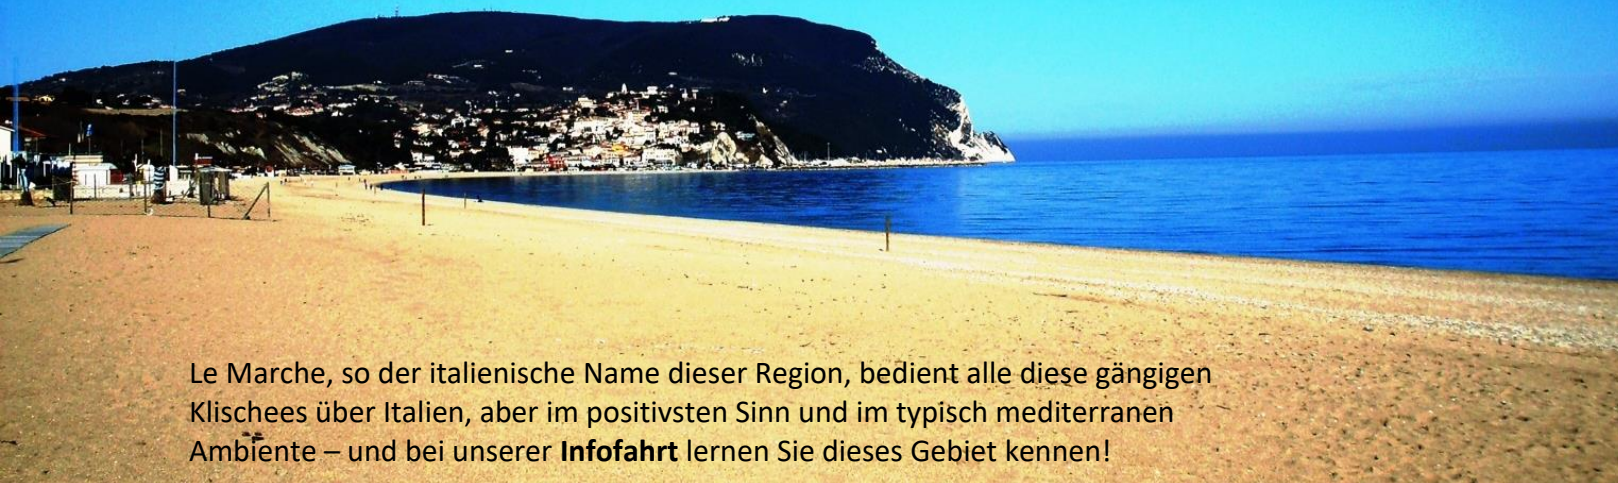 Le Marche, so der italienische Name dieser Region, bedient alle diese gängigen
Klischees über Italien, aber im positivsten Sinn und im typisch mediterranen
Ambiente – und bei unserer Infofahrt lernen Sie dieses Gebiet kennen!